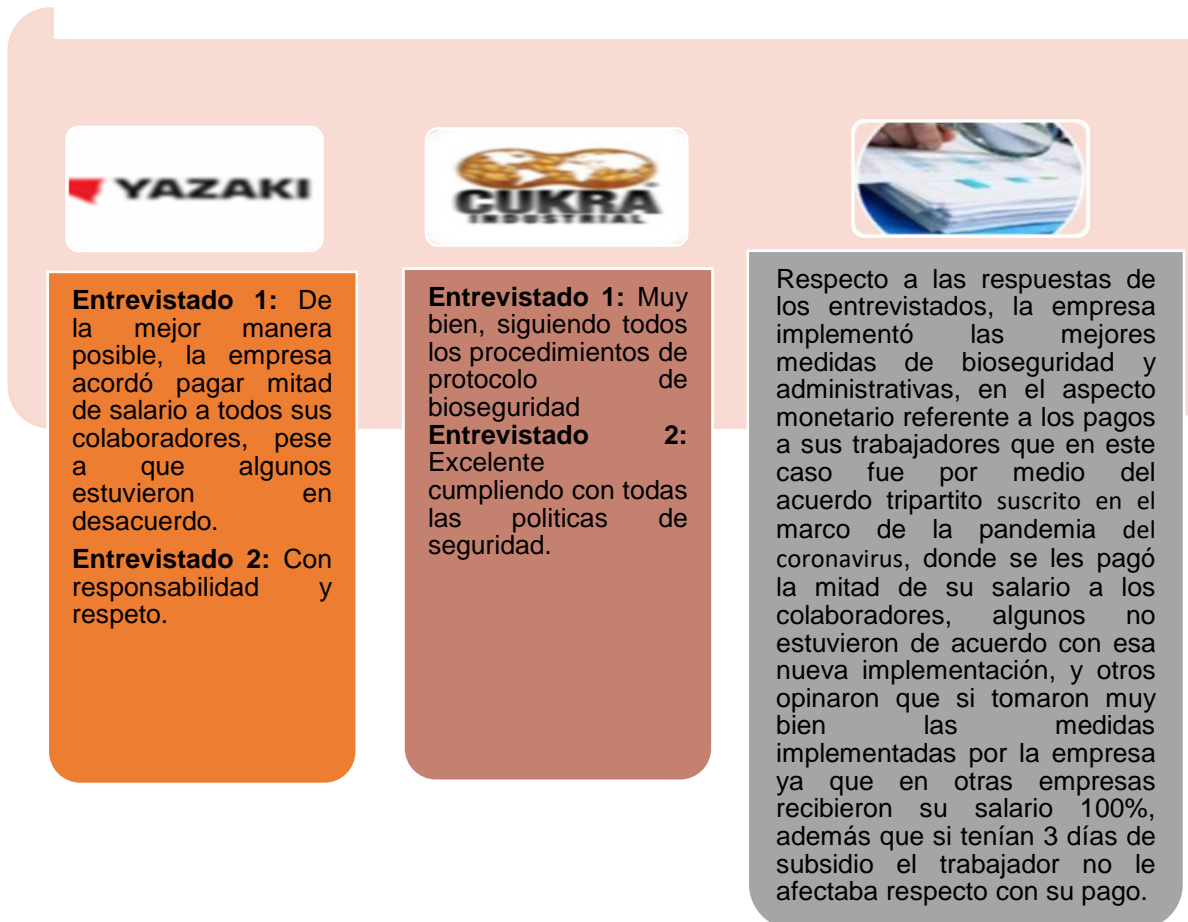 YAZAKI
Entrevistado 1: De
la mejor manera
posible, la empresa
acordó pagar mitad
de salario a todos sus
colaboradores, pese
a que algunos
estuvieron en
desacuerdo.
Entrevistado 2: Con
responsabilidad y
respeto.
CUKRA
INDUSTRIAL
Entrevistado 1: Muy
bien, siguiendo todos
los procedimientos de
protocolo de
bioseguridad
Entrevistado 2:
Excelente
cumpliendo con todas
las politicas de
seguridad.
Respecto a las respuestas de
los entrevistados, la empresa
implementó las mejores
medidas de bioseguridad y
administrativas, en el aspecto
monetario referente a los pagos
a sus trabajadores que en este
caso fue por medio del
acuerdo tripartito suscrito en el
marco de la pandemia del
coronavirus, donde se les pagó
la mitad de su salario a los
colaboradores, algunos no
estuvieron de acuerdo con esa
nueva implementación, y otros
opinaron que si tomaron muy
bien las medidas
implementadas por la empresa
ya que en otras empresas
recibieron su salario 100%,
además que si tenían 3 días de
subsidio el trabajador no le
afectaba respecto con su pago.